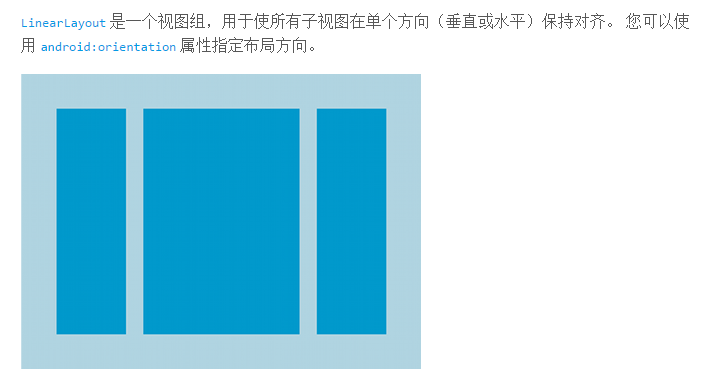 LinearLayout 是一个视图组，用于使所有子视图在单个方向（垂直或水平）保持对齐。 您可以使
用 android:orientation 属性指定布局方向。